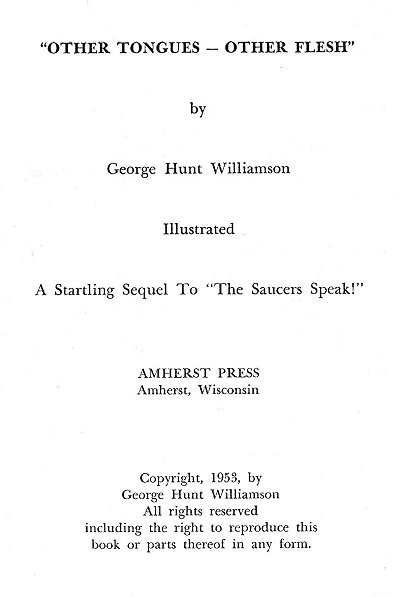 "OTHER TONGUES — OTHER FLESH"
by
George Hunt Williamson
Illustrated
A Startling Sequel To "The Saucers Speak!"
AMHERST PRESS
Amherst, Wisconsin
Copyright, 1953, by
George Hunt Williamson
All rights reserved
including the right to reproduce this
book or parts thereof in any form.